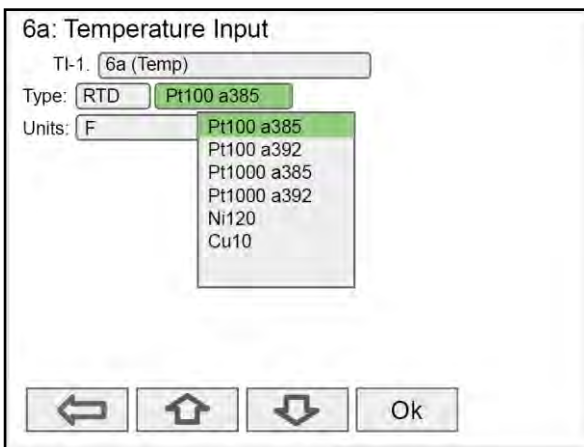 6a: Temperature Input
TI-1. 6a (Temp)
Type: RTD Pt100 a385
Units: F
Pt100 a385
Pt100 a392
Pt1000 a385
Pt1000 a392
Ni120
Cu10
Ok